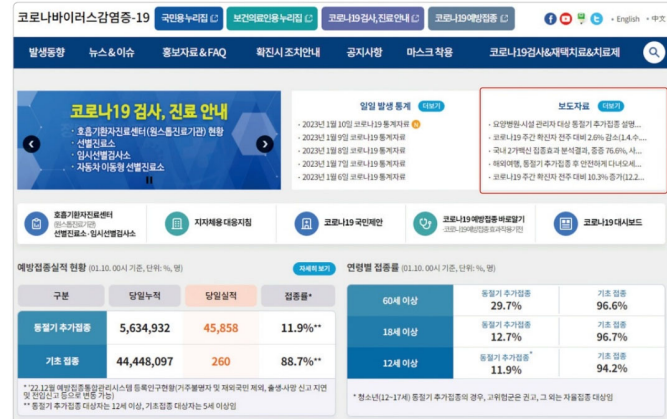 코로나바이러스감염증-19
국민용 누리집
보건의료인용 누리집
코로나19 검사, 진료 안내
코로나19 예방접종
English
中文
발생동향 뉴스&이슈 홍보자료&FAQ 확진시 조치안내 공지사항 마스크 착용 코로나19검사&재택치료&치료제
코로나19 검사, 진료 안내
· 호흡기환자진료센터(원스톱진료기관) 현황
· 선별진료소
· 임시선별검사소
· 자동차 이동형 선별진료소
일일 발생 통계 더보기
· 2023년 1월 10일 코로나19 통계자료 N
· 2023년 1월 9일 코로나19 통계자료
· 2023년 1월 8일 코로나19 통계자료
· 2023년 1월 7일 코로나19 통계자료
· 2023년 1월 6일 코로나19 통계자료
보도자료 더보기
· 요양병원·시설 관리자 대상 동절기 추가접종 설명...
· 코로나19 주간 확진자 전주 대비 2.6% 감소(1.4.수....
· 국내 2가백신 접종효과 분석결과, 중증 76.6%, 사...
· 해외여행, 동절기 추가접종 후 안전하게 다녀오세...
· 코로나19 주간 확진자 전주 대비 10.3% 증가(12.2...
호흡기환자진료센터
(원스톱진료기관)
선별진료소·임시선별검사소
지자체용 대응지침
코로나19 국민제안
코로나19 예방접종 바로알기
코로나19 대시보드
예방접종실적 현황 (01.10. 00시 기준, 단위: %, 명) 자세히 보기
구분 당일누적 당일실적 접종률*
동절기 추가접종 5,634,932 45,858 11.9%**
기초 접종 44,448,097 260 88.7%**
* '22.12월 예방접종통합관리시스템 등록인구현황(거주불명자 및 재외국민 제외, 출생·사망 신고 지연
및 전입신고 등으로 변동 가능)
** 동절기 추가접종 대상자는 12세 이상, 기초접종 대상자는 5세 이상임
연령별 접종률 (01.10. 00시 기준, 단위: %, 명)
60세 이상 동절기 추가접종 29.7% 기초 접종 96.6%
18세 이상 동절기 추가접종 12.7% 기초 접종 96.7%
12세 이상 동절기 추가접종* 11.9% 기초 접종 94.2%
* 청소년(12~17세) 동절기 추가접종의 경우, 고위험군은 권고, 그 외는 자율접종 대상임